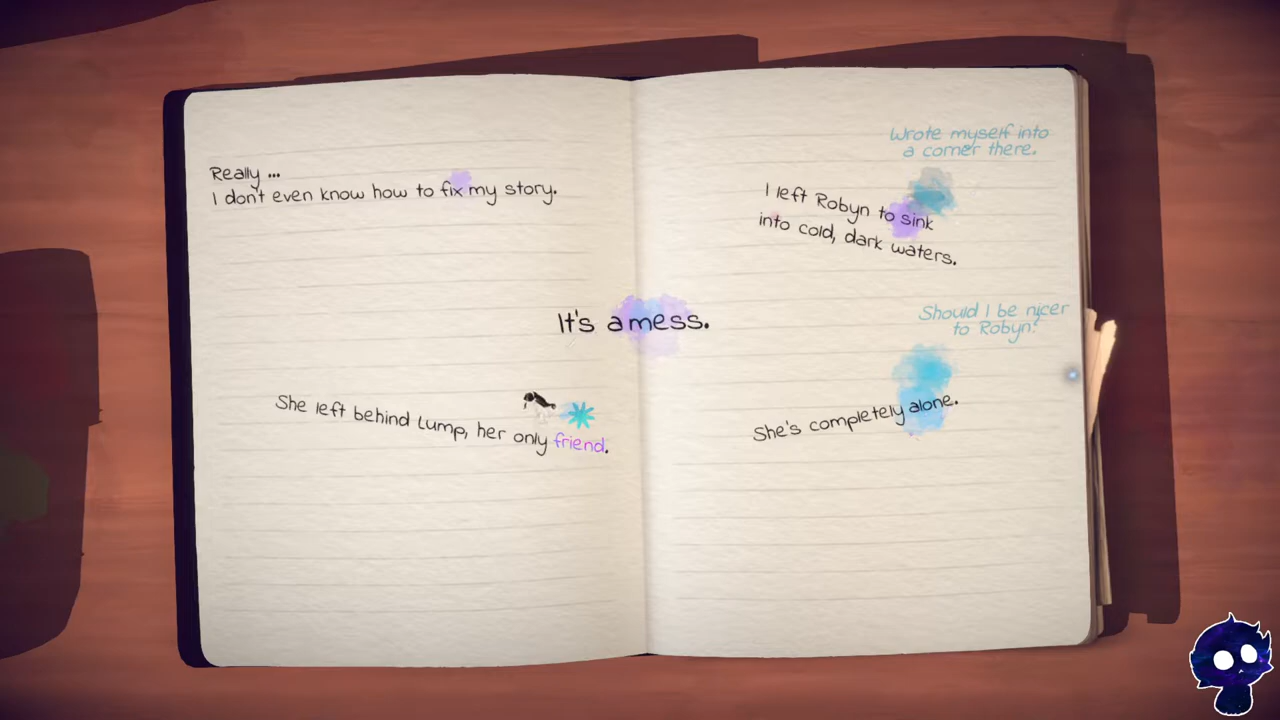 Really ...
I don't even know how to fix my story.
It's a mess.
She left behind Lump, her only friend.
Wrote myself into
a corner there.
I left Robyn to sink
into cold, dark waters.
Should I be nicer
to Robyn?
She's completely alone.